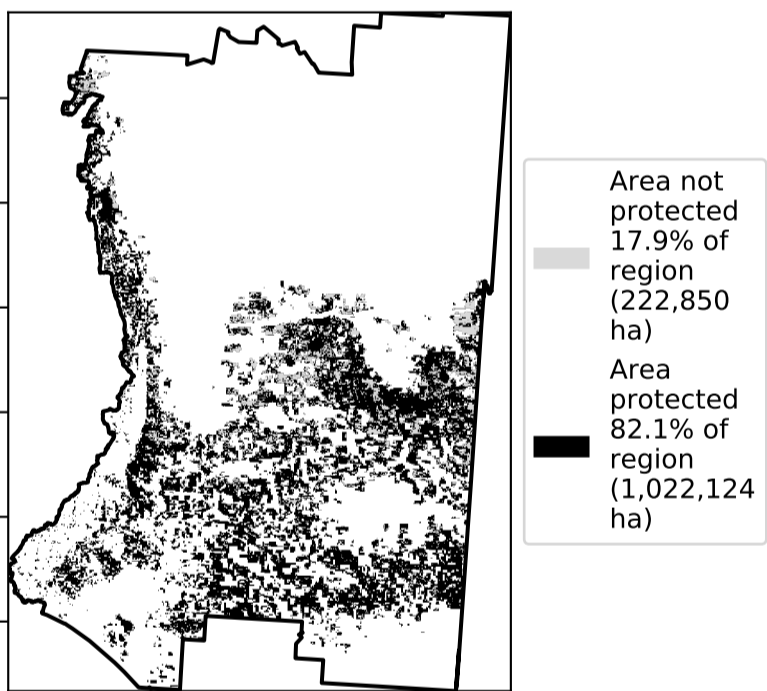 Area not
protected
17.9% of
region
(222,850
ha)
Area
protected
82.1% of
region
(1,022,124
ha)